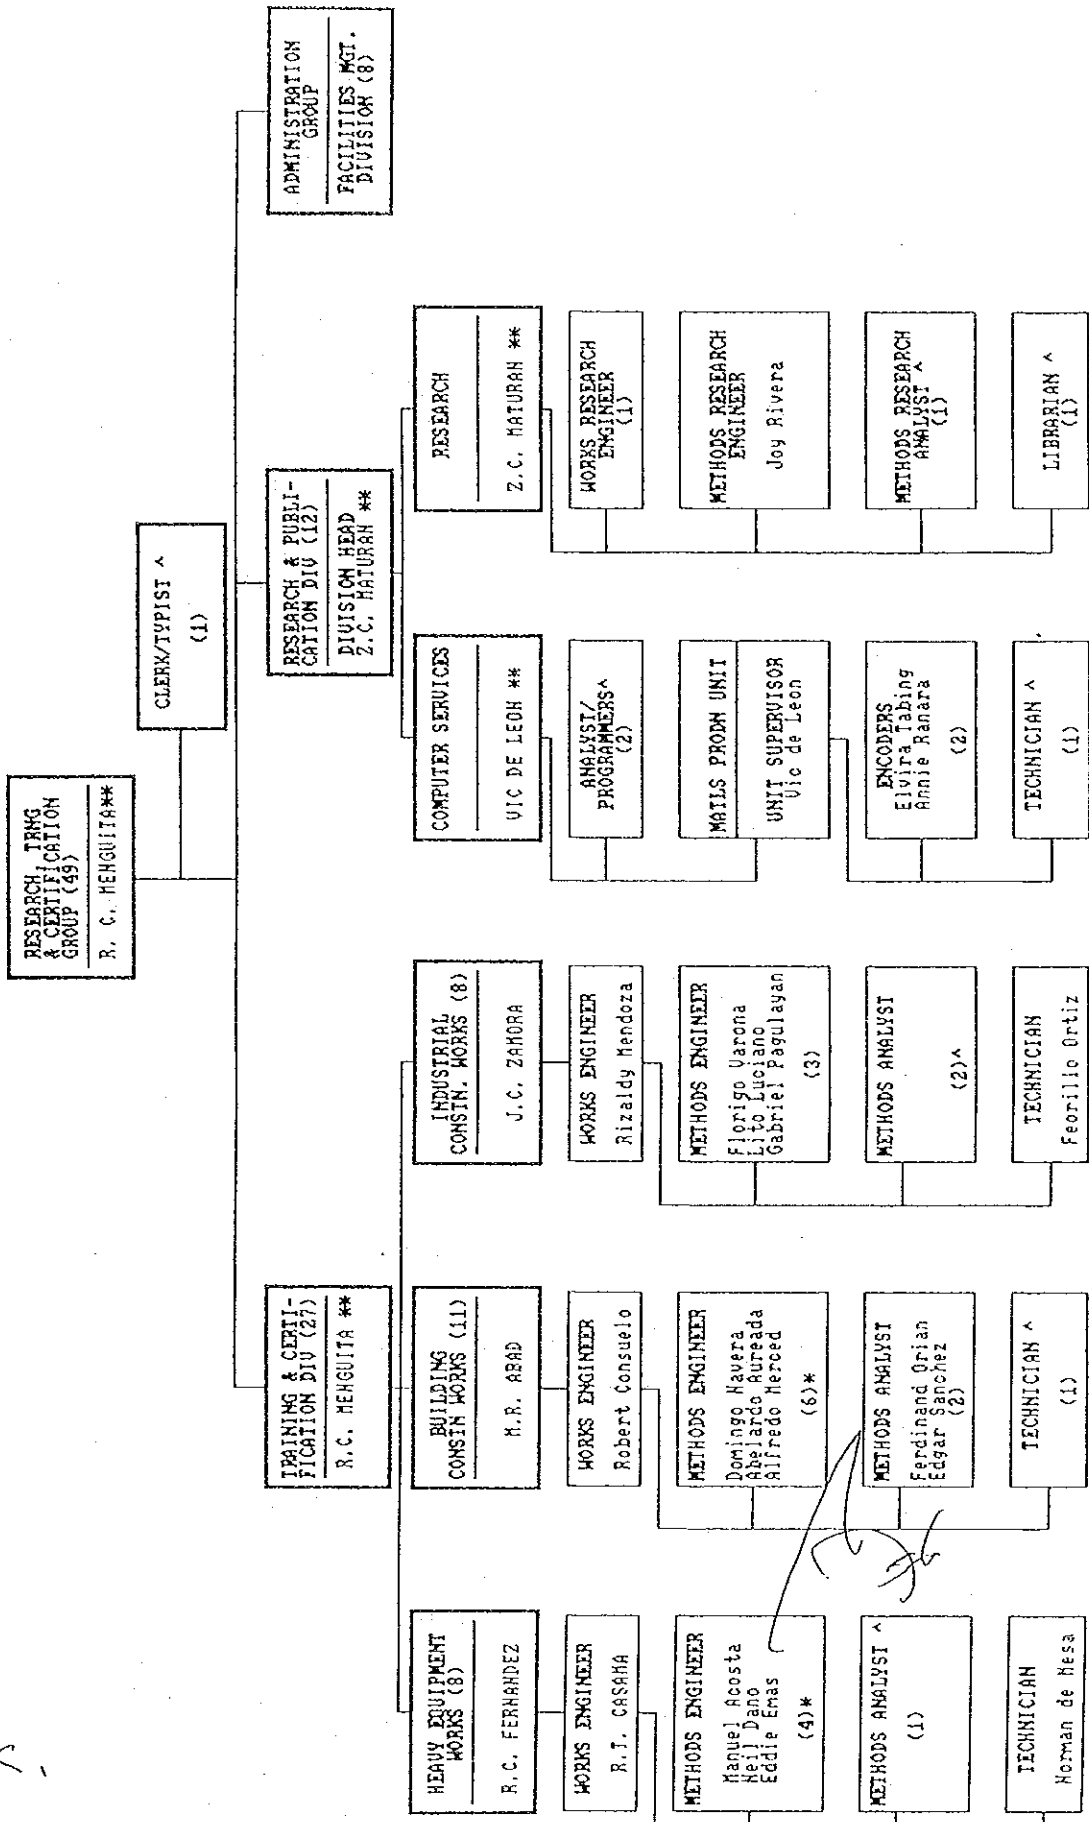 RESEARCH, TRNG
& CERTIFICATION
GROUP (49)
R. C. MENGUITA**
CLERK/TYPIST ^
(1)
TRAINING & CERTI-
FICATION DIV (27)
R.C. MENGUITA **
RESEARCH & PUBLI-
CATION DIV (12)
DIVISION HEAD
Z.C. MATURAN **
ADMINISTRATION
GROUP
FACILITIES MGT.
DIVISION (8)
HEAVY EQUIPMENT
WORKS (8)
R.C. FERNANDEZ
WORKS ENGINEER
R.T. CASAMA
METHODS ENGINEER
Manuel Acosta
Neil Dano
Eddie Emas
(4)*
METHODS ANALYST ^
(1)
TECHNICIAN
Norman de Mesa
BUILDING
CONSTN WORKS (11)
M.R. ABAD
WORKS ENGINEER
Robert Consuelo
METHODS ENGINEER
Domingo Navera
Abelardo Aureada
Alfredo Merced
(6)*
METHODS ANALYST
Ferdinand Orian
Edgar Sanchez
(2)
TECHNICIAN ^
(1)
INDUSTRIAL
CONSTN. WORKS (8)
J.C. ZAMORA
WORKS ENGINEER
Rizaldy Mendoza
METHODS ENGINEER
Florigo Varona
Lito Luciano
Gabriel Pagulayan
(3)
METHODS ANALYST
(2)^
TECHNICIAN
Feorillo Ortiz
COMPUTER SERVICES
VIC DE LEON **
ANALYST/
PROGRAMMERS^
(2)
MATLS PRODN UNIT
UNIT SUPERVISOR
Vic de Leon
ENCODERS
Elvira Tabing
Annie Ranara
(2)
TECHNICIAN ^
(1)
RESEARCH
Z.C. MATURAN **
WORKS RESEARCH
ENGINEER
(1)
METHODS RESEARCH
ENGINEER
Joy Rivera
METHODS RESEARCH
ANALYST ^
(1)
LIBRARIAN ^
(1)